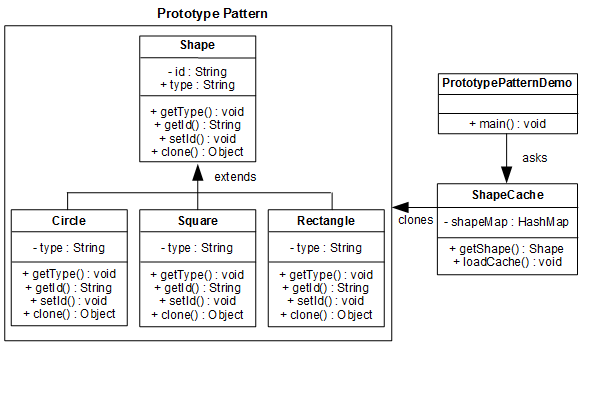 Prototype Pattern
Shape
- id : String
+ type : String
+ getType() : void
+ getId() : String
+ setId() : void
+ clone() : Object
extends
Circle
- type : String
+ getType() : void
+ getId() : String
+ setId() : void
+ clone() : Object
Square
- type : String
+ getType() : void
+ getId() : String
+ setId() : void
+ clone() : Object
Rectangle
- type : String
+ getType() : void
+ getId() : String
+ setId() : void
+ clone() : Object
PrototypePatternDemo
+ main() : void
asks
ShapeCache
- shapeMap : HashMap
+ getShape() : Shape
+ loadCache() : void
clones